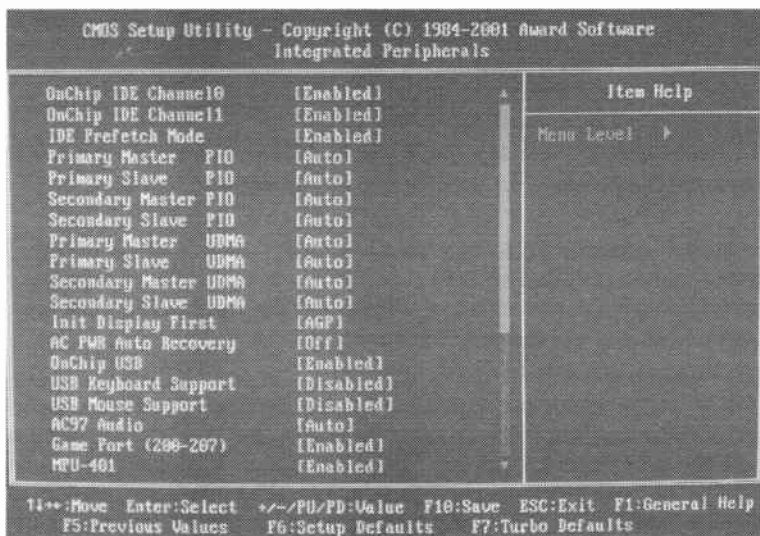 CMOS Setup Utility - Copyright (C) 1984-2001 Award Software
Integrated Peripherals
OnChip IDE Channel0 [Enabled]
OnChip IDE Channel1 [Enabled]
IDE Prefetch Mode [Enabled]
Primary Master PIO [Auto]
Primary Slave PIO [Auto]
Secondary Master PIO [Auto]
Secondary Slave PIO [Auto]
Primary Master UDMA [Auto]
Primary Slave UDMA [Auto]
Secondary Master UDMA [Auto]
Secondary Slave UDMA [Auto]
Init Display First [AGP]
AC PWR Auto Recovery [Off]
OnChip USB [Enabled]
USB Keyboard Support [Disabled]
USB Mouse Support [Disabled]
AC97 Audio [Auto]
Game Port (200-207) [Enabled]
MPU-401 [Enabled]
Item Help
Menu Level ▶
↑↓→←:Move Enter:Select +/-/PU/PD:Value F10:Save ESC:Exit F1:General Help
F5:Previous Values F6:Setup Defaults F7:Turbo Defaults